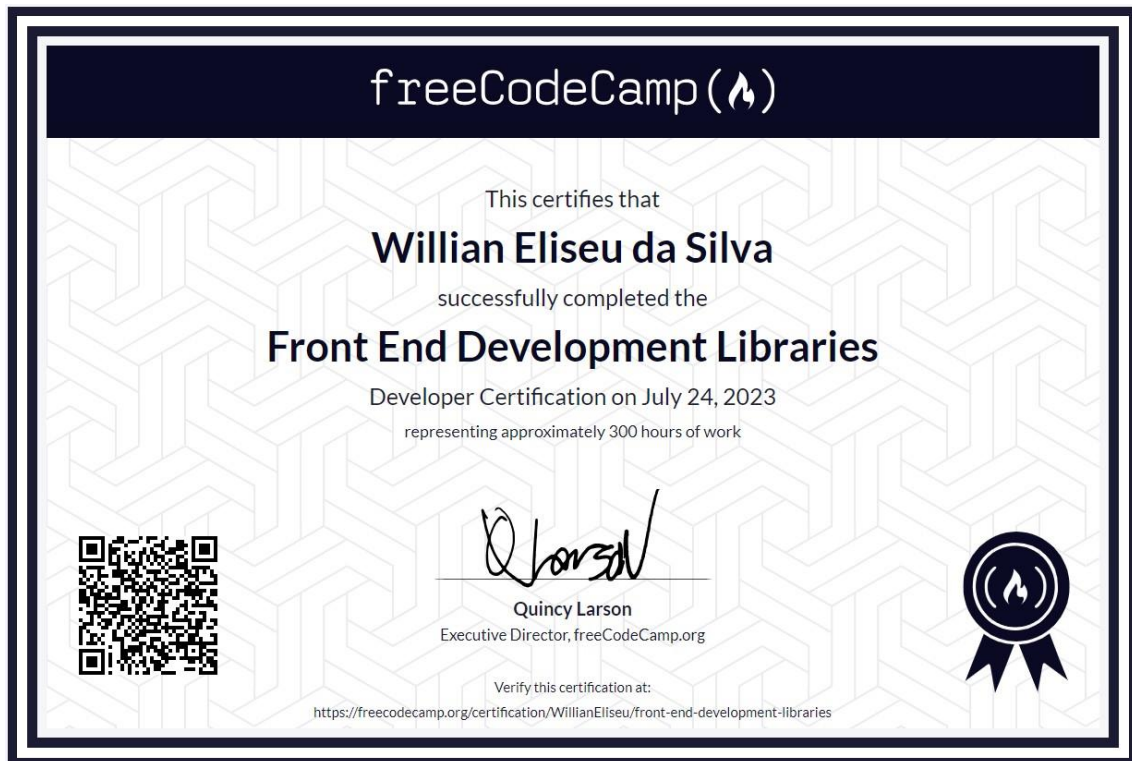 freeCodeCamp(🔥)
This certifies that
Willian Eliseu da Silva
successfully completed the
Front End Development Libraries
Developer Certification on July 24, 2023
representing approximately 300 hours of work
Q Larson
Quincy Larson
Executive Director, freeCodeCamp.org
Verify this certification at:
https://freecodecamp.org/certification/WillianEliseu/front-end-development-libraries